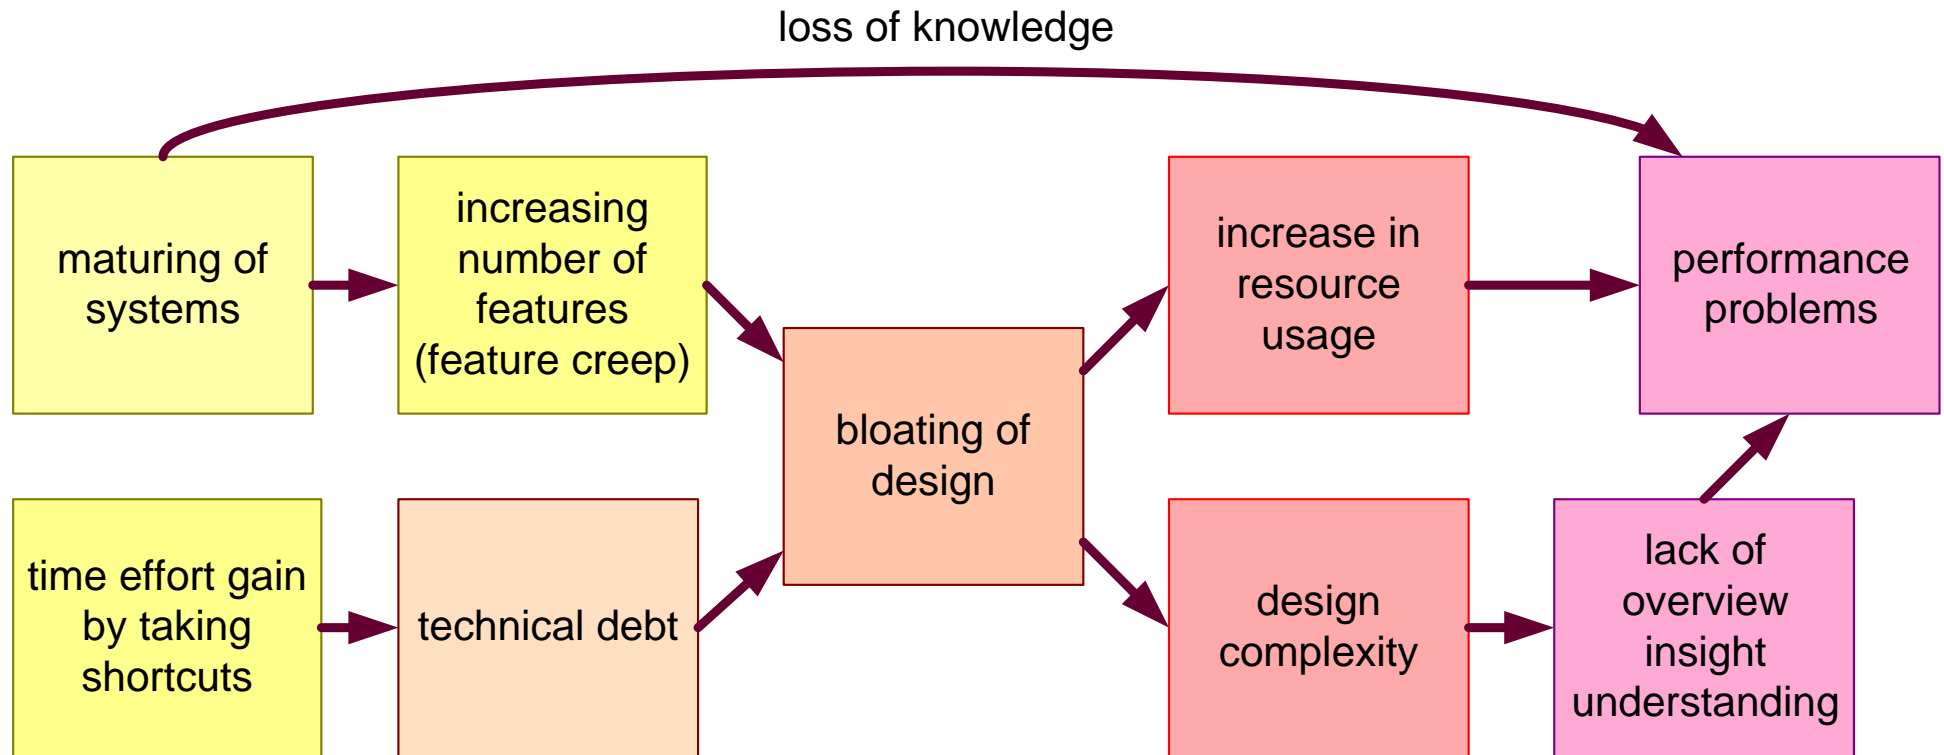 loss of knowledge
maturing of
systems
increasing
number of
features
(feature creep)
bloating of
design
increase in
resource
usage
performance
problems
time effort gain
by taking
shortcuts
technical debt
design
complexity
lack of
overview
insight
understanding